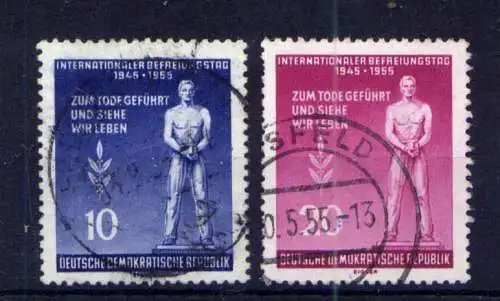 INTERNATIONALER BEFREIUNGSTAG
1945-1955
ZUM TODE GEFÜHRT
UND SIEHE
WIR LEBEN
10
DEUTSCHE DEMOKRATISCHE REPUBLIK
INTERNATIONALER BEFREIUNGSTAG
1945-1955
ZUM TODE GEFÜHRT
UND SIEHE
WIR LEBEN
20
DEUTSCHE DEMOKRATISCHE REPUBLIK
SFELD
0.5.55-13